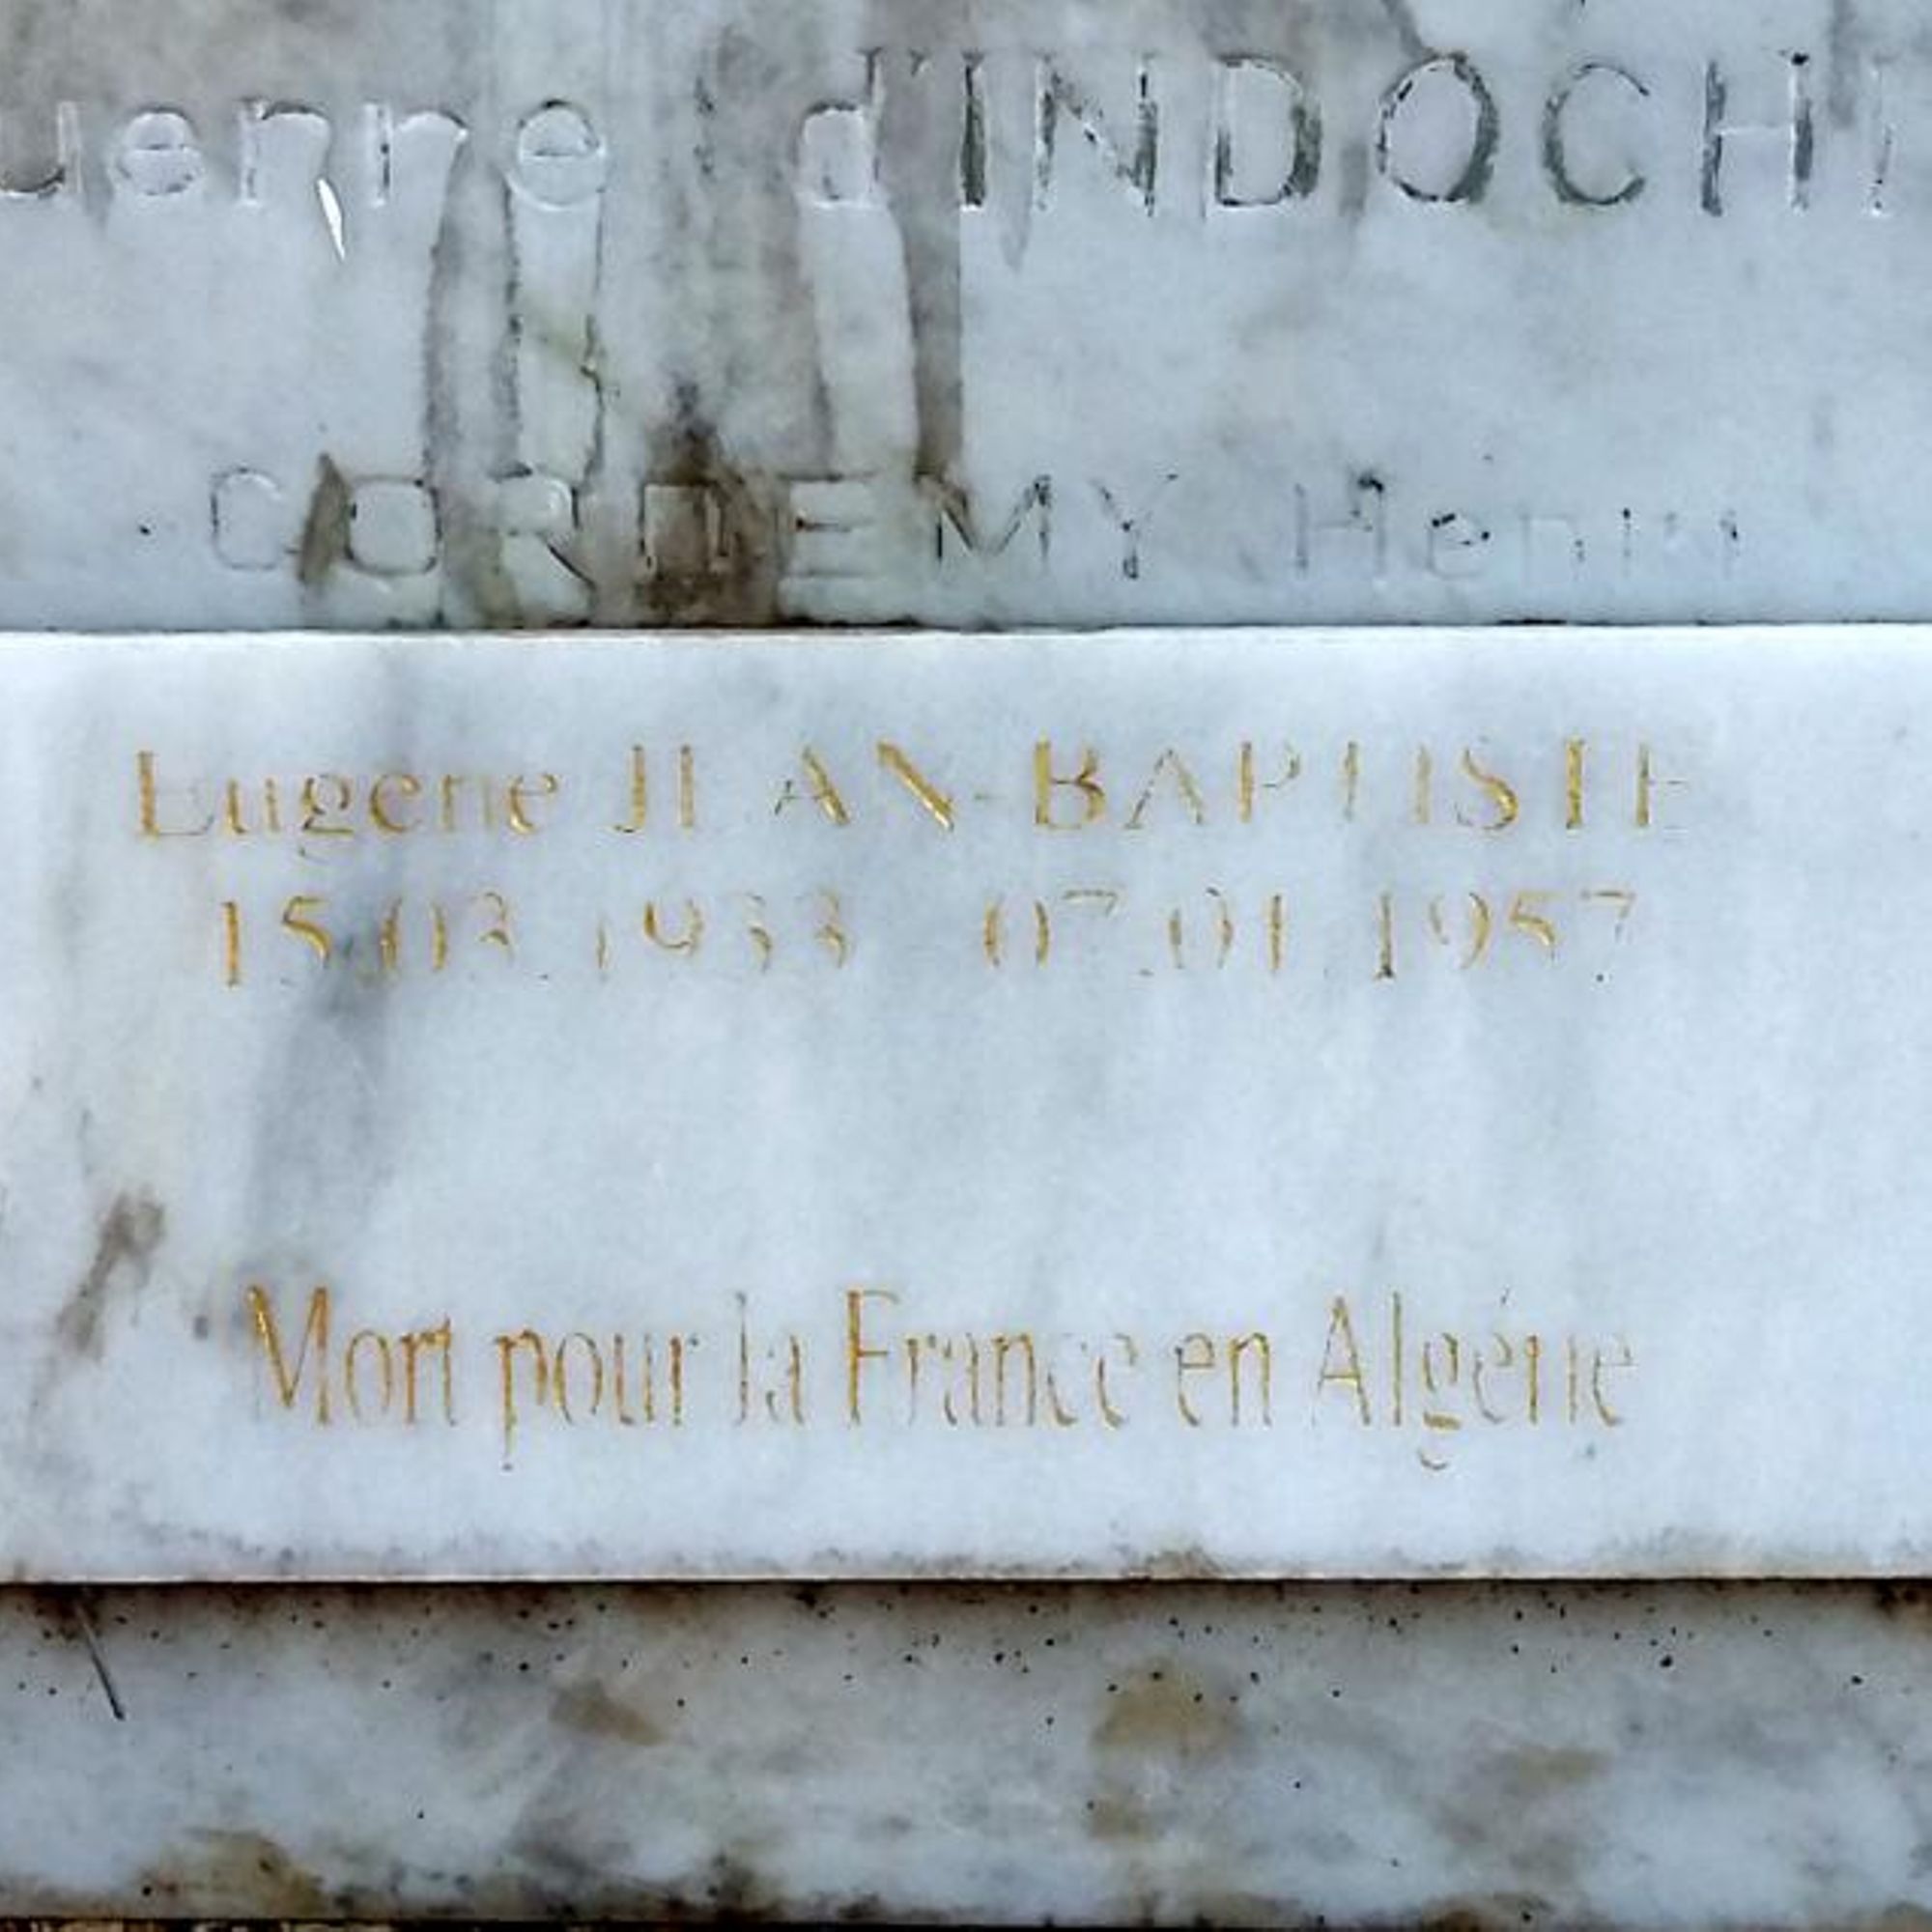 uerre d'INDOCHI
CORDEMY Henri
Eugene JEAN-BAPTISTE
15.03.1933 07.01.1957
Mort pour la France en Algérie